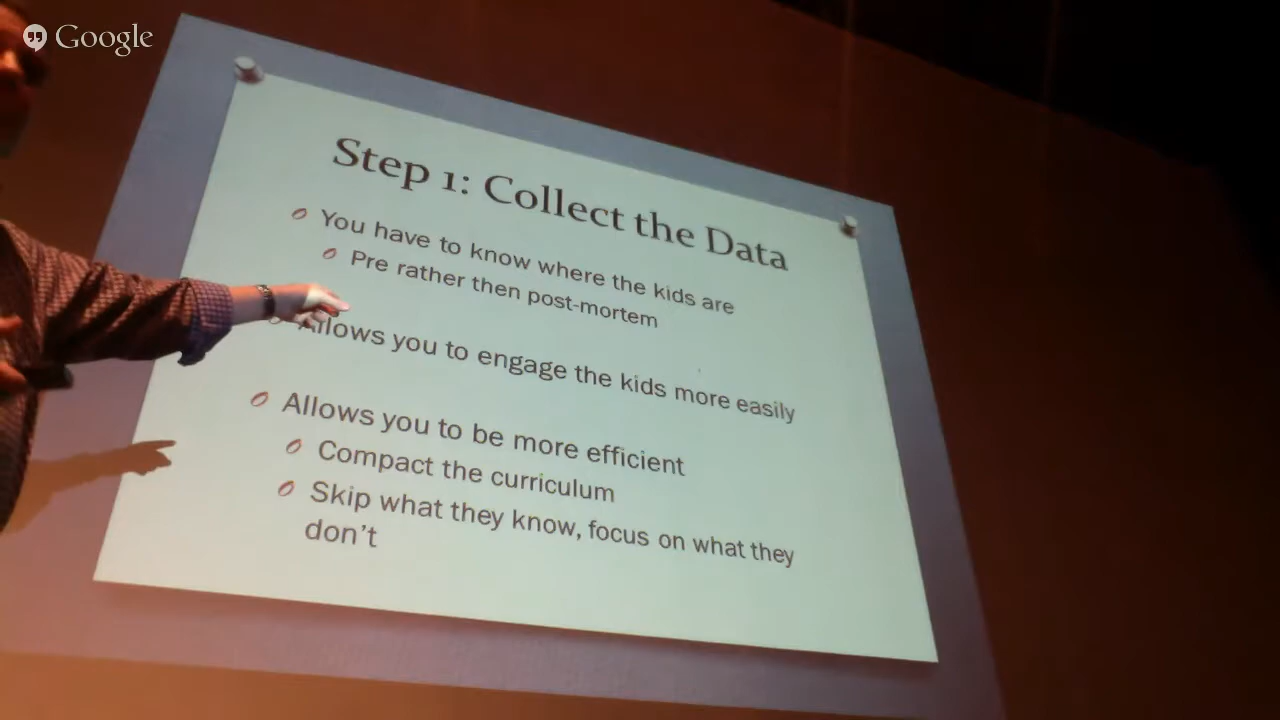 Google
Step 1: Collect the Data
You have to know where the kids are
Pre rather then post-mortem
Allows you to engage the kids more easily
Allows you to be more efficient
Compact the curriculum
Skip what they know, focus on what they
don't